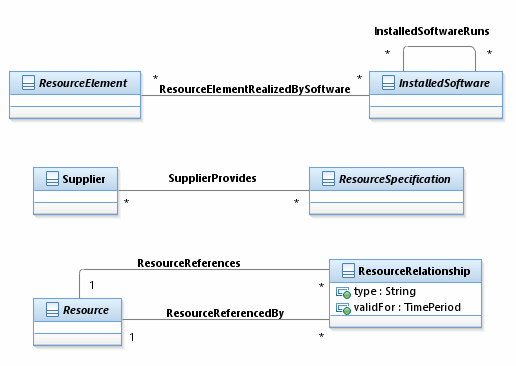 InstalledSoftwareRuns
* *
ResourceElement
* *
ResourceElementRealizedBySoftware
InstalledSoftware
Supplier
SupplierProvides
* *
ResourceSpecification
ResourceReferences
1 *
ResourceRelationship
type : String
validFor : TimePeriod
Resource
ResourceReferencedBy
1 *